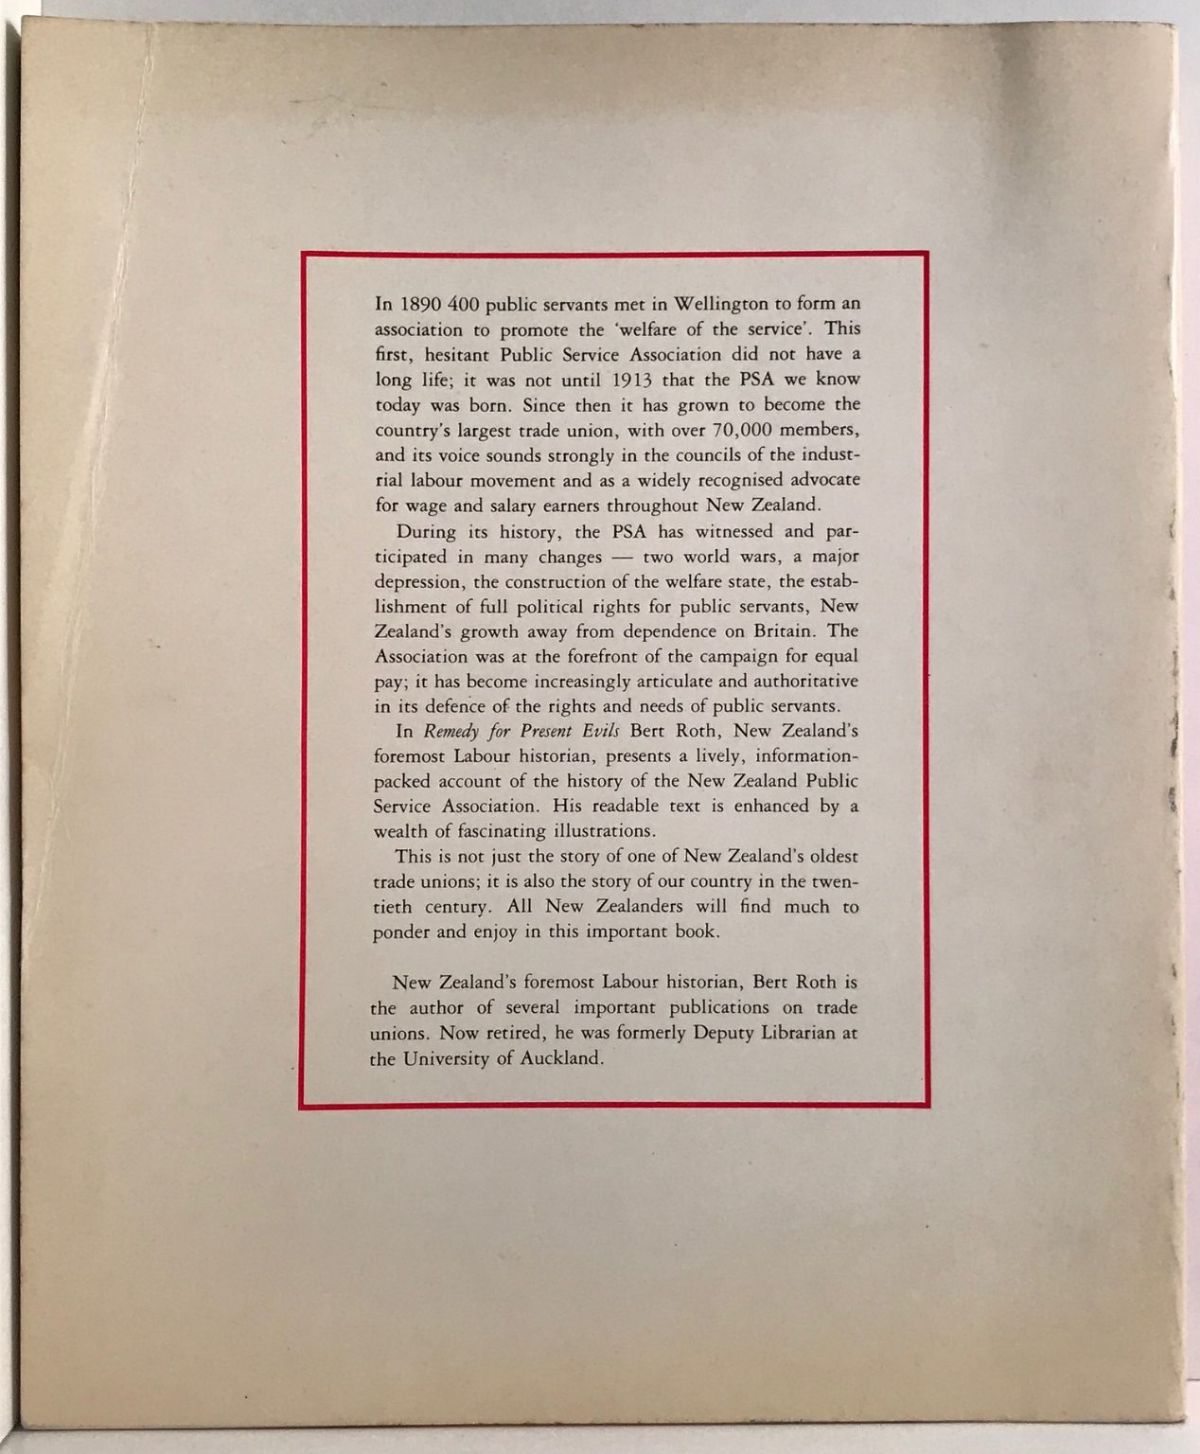 In 1890 400 public servants met in Wellington to form an
association to promote the ‘welfare of the service’. This
first, hesitant Public Service Association did not have a
long life; it was not until 1913 that the PSA we know
today was born. Since then it has grown to become the
country’s largest trade union, with over 70,000 members,
and its voice sounds strongly in the councils of the indust-
rial labour movement and as a widely recognised advocate
for wage and salary earners throughout New Zealand.
During its history, the PSA has witnessed and par-
ticipated in many changes — two world wars, a major
depression, the construction of the welfare state, the estab-
lishment of full political rights for public servants, New
Zealand’s growth away from dependence on Britain. The
Association was at the forefront of the campaign for equal
pay; it has become increasingly articulate and authoritative
in its defence of the rights and needs of public servants.
In Remedy for Present Evils Bert Roth, New Zealand’s
foremost Labour historian, presents a lively, information-
packed account of the history of the New Zealand Public
Service Association. His readable text is enhanced by a
wealth of fascinating illustrations.
This is not just the story of one of New Zealand’s oldest
trade unions; it is also the story of our country in the twen-
tieth century. All New Zealanders will find much to
ponder and enjoy in this important book.
New Zealand’s foremost Labour historian, Bert Roth is
the author of several important publications on trade
unions. Now retired, he was formerly Deputy Librarian at
the University of Auckland.